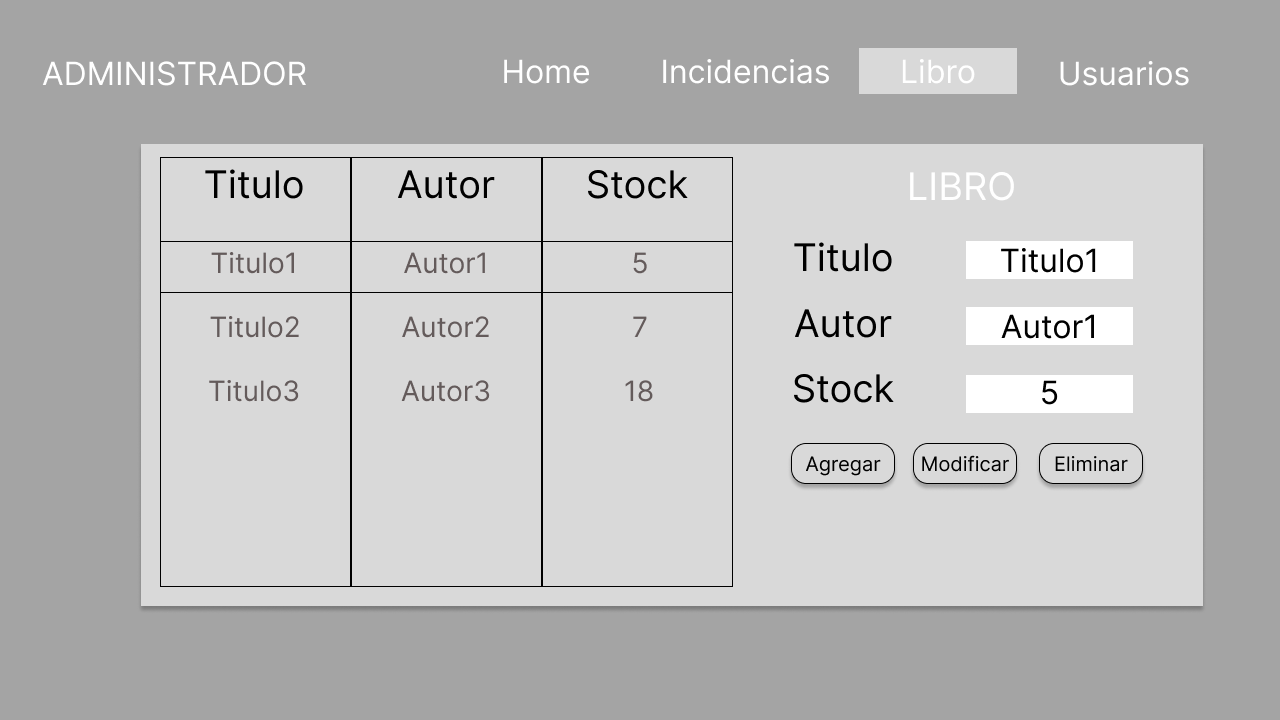 ADMINISTRADOR Home Incidencias Libro Usuarios
Titulo Autor Stock
Titulo1 Autor1 5
Titulo2 Autor2 7
Titulo3 Autor3 18
LIBRO
Titulo Titulo1
Autor Autor1
Stock 5
Agregar Modificar Eliminar